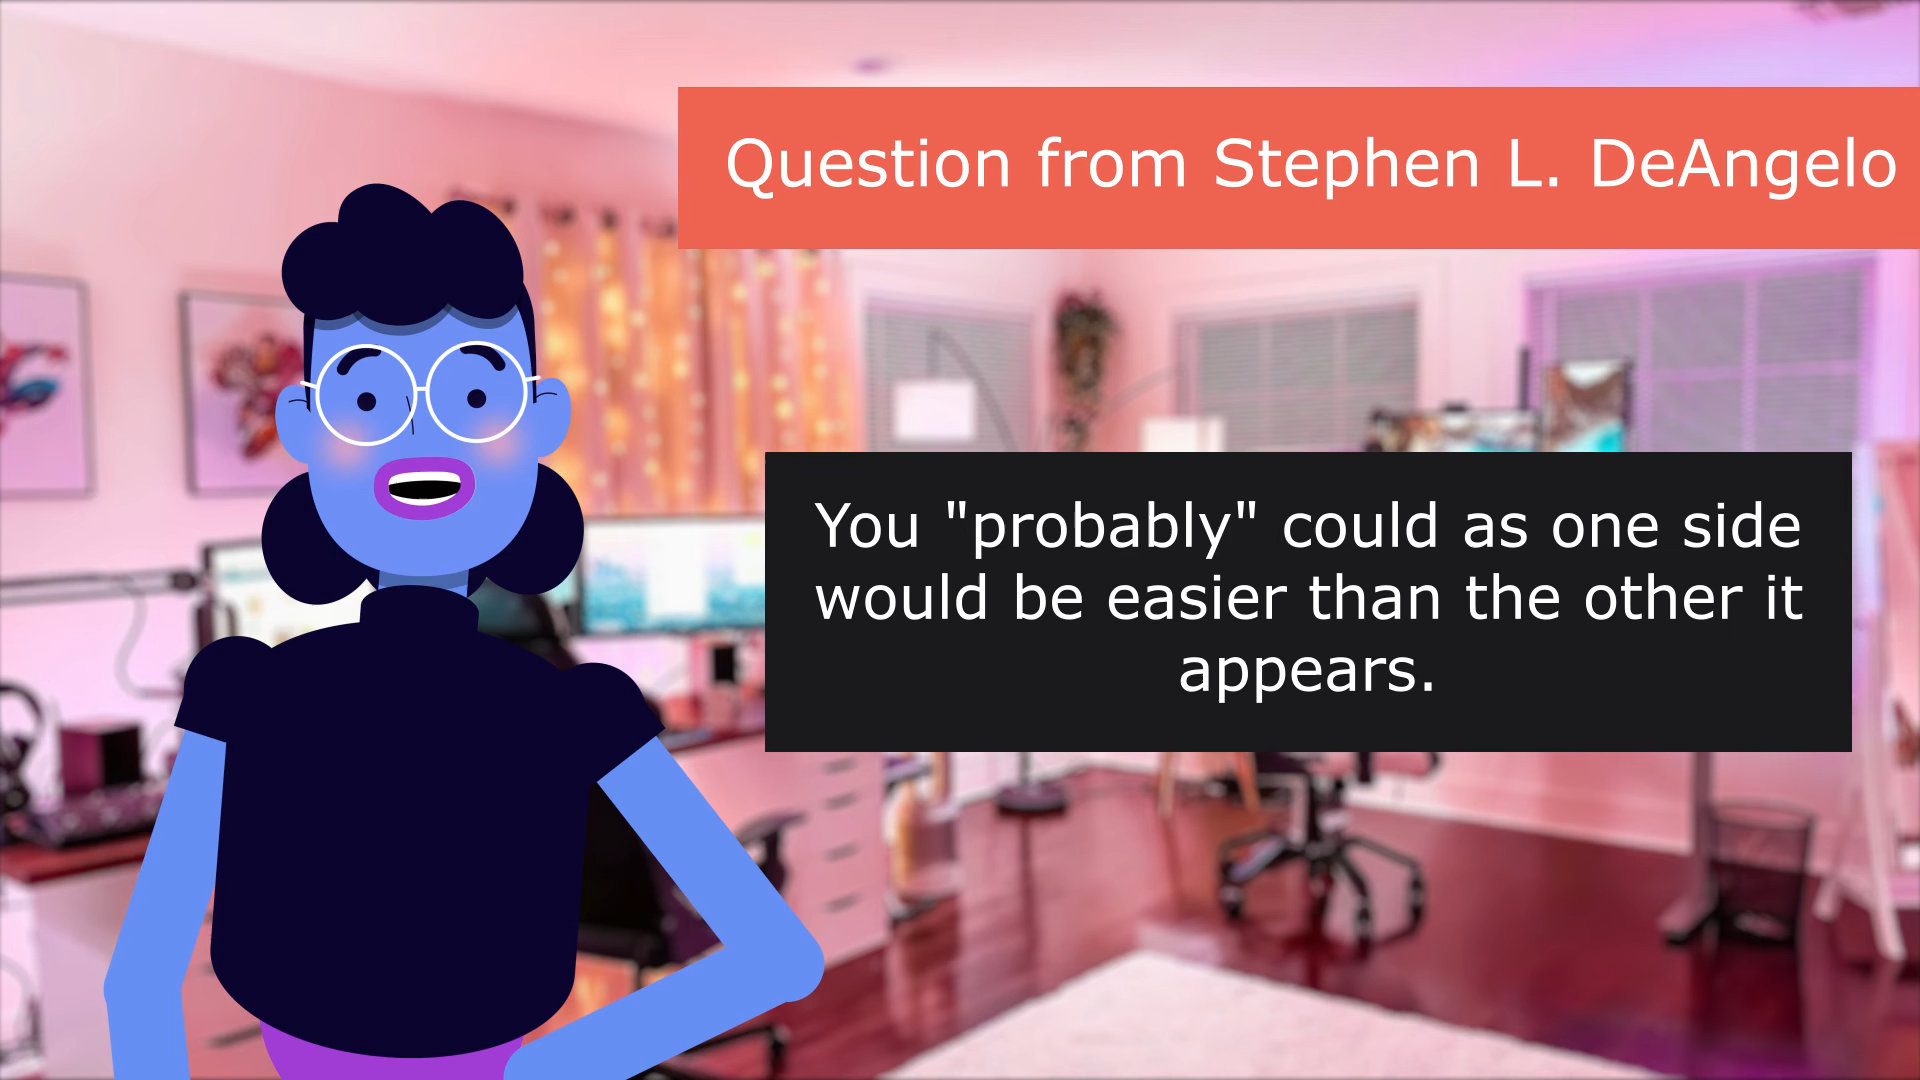 Question from Stephen L. DeAngelo
You "probably" could as one side
would be easier than the other it
appears.